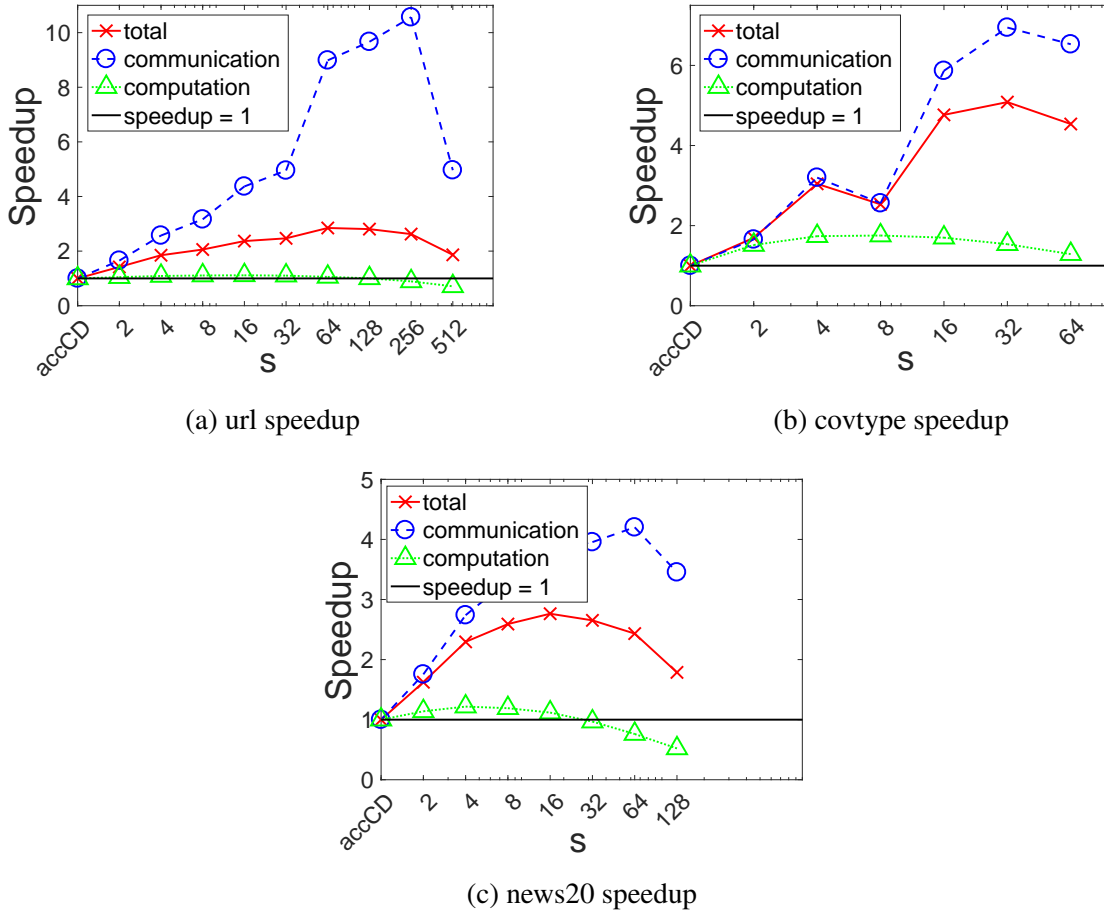 total
communication
computation
speedup = 1
Speedup
10
8
6
4
2
0
accCD 2 4 8 16 32 64 128 256 512
s
(a) url speedup
total
communication
computation
speedup = 1
Speedup
6
4
2
0
accCD 2 4 8 16 32 64
s
(b) covtype speedup
total
communication
computation
speedup = 1
Speedup
5
4
3
2
1
0
accCD 2 4 8 16 32 64 128
s
(c) news20 speedup